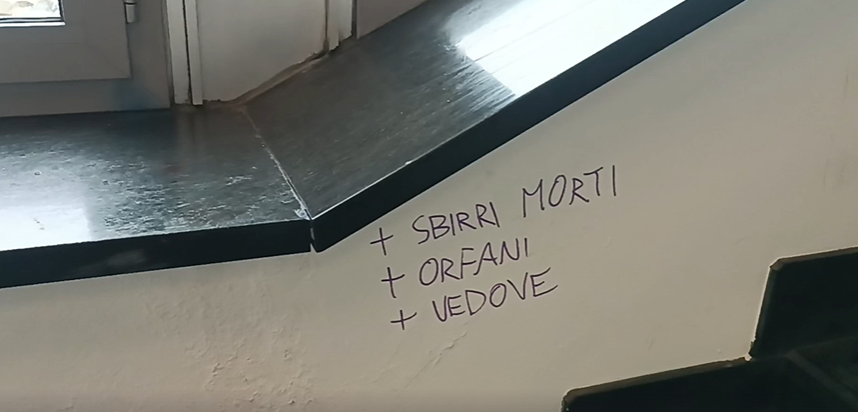 + SBIRRI MORTI
+ ORFANI
+ VEDOVE